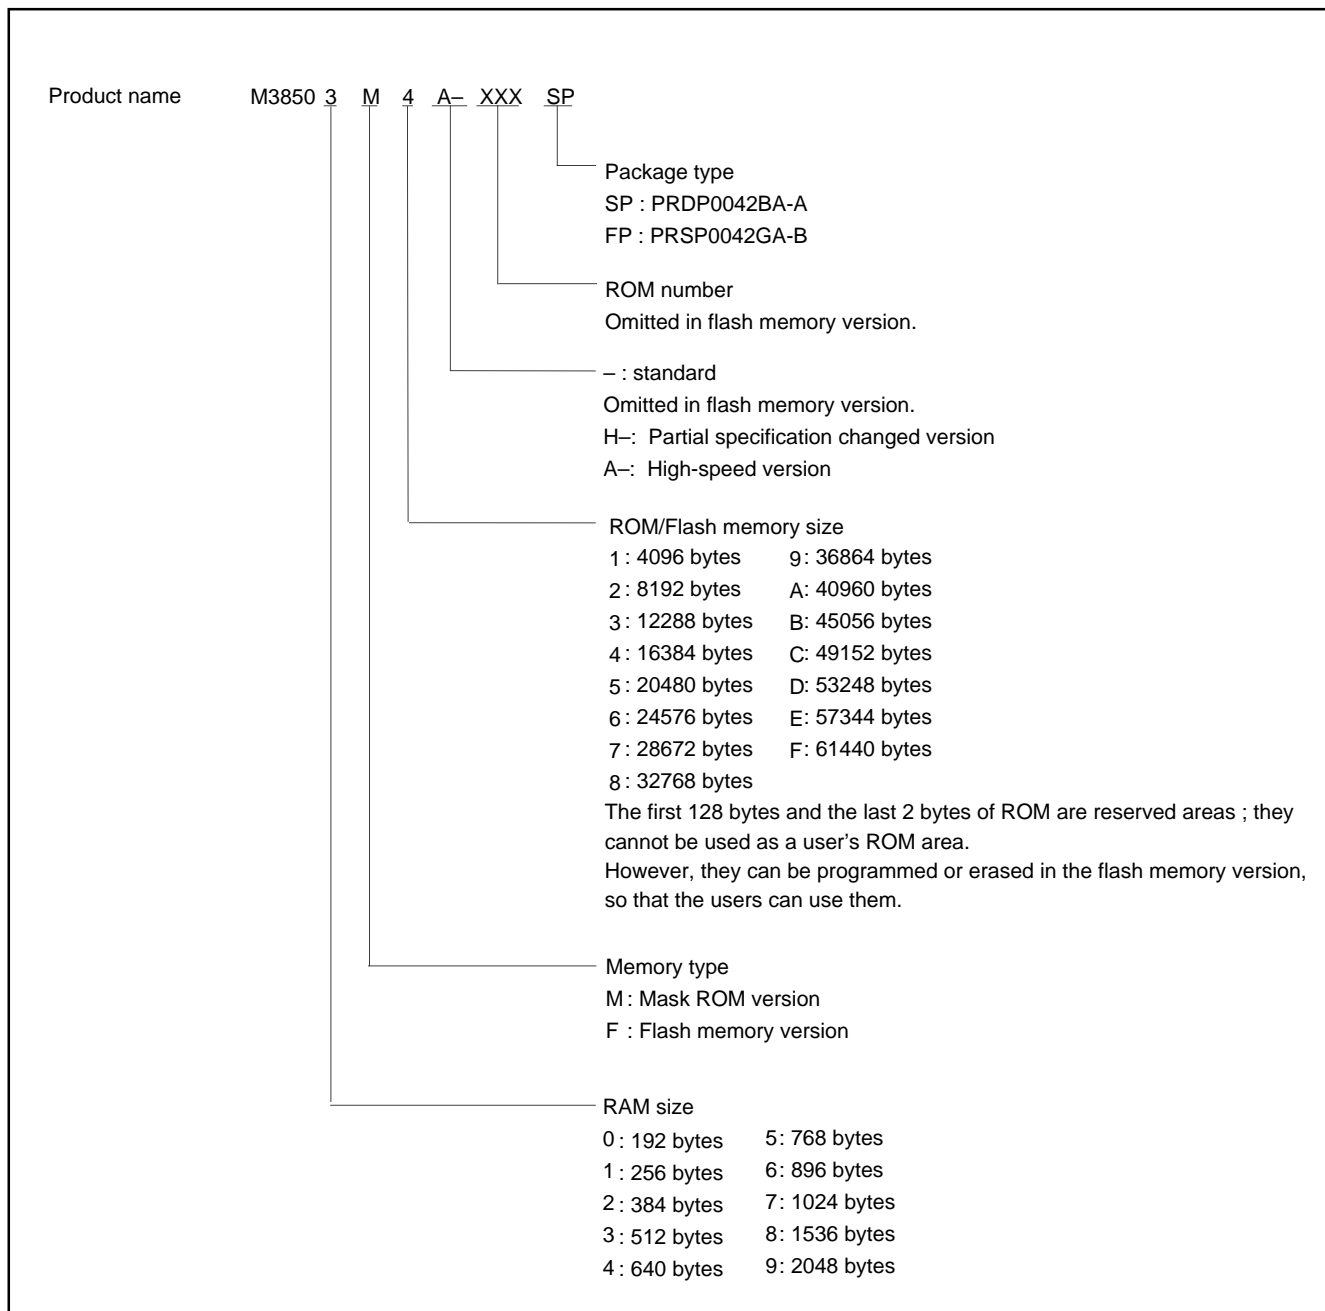 Product name M3850 3 M 4 A– XXX SP
Package type
SP : PRDP0042BA-A
FP : PRSP0042GA-B
ROM number
Omitted in flash memory version.
– : standard
Omitted in flash memory version.
H–: Partial specification changed version
A–: High-speed version
ROM/Flash memory size
1 : 4096 bytes 9: 36864 bytes
2 : 8192 bytes A: 40960 bytes
3 : 12288 bytes B: 45056 bytes
4 : 16384 bytes C: 49152 bytes
5 : 20480 bytes D: 53248 bytes
6 : 24576 bytes E: 57344 bytes
7 : 28672 bytes F: 61440 bytes
8 : 32768 bytes
The first 128 bytes and the last 2 bytes of ROM are reserved areas ; they
cannot be used as a user’s ROM area.
However, they can be programmed or erased in the flash memory version,
so that the users can use them.
Memory type
M : Mask ROM version
F : Flash memory version
RAM size
0 : 192 bytes 5: 768 bytes
1 : 256 bytes 6: 896 bytes
2 : 384 bytes 7: 1024 bytes
3 : 512 bytes 8: 1536 bytes
4 : 640 bytes 9: 2048 bytes